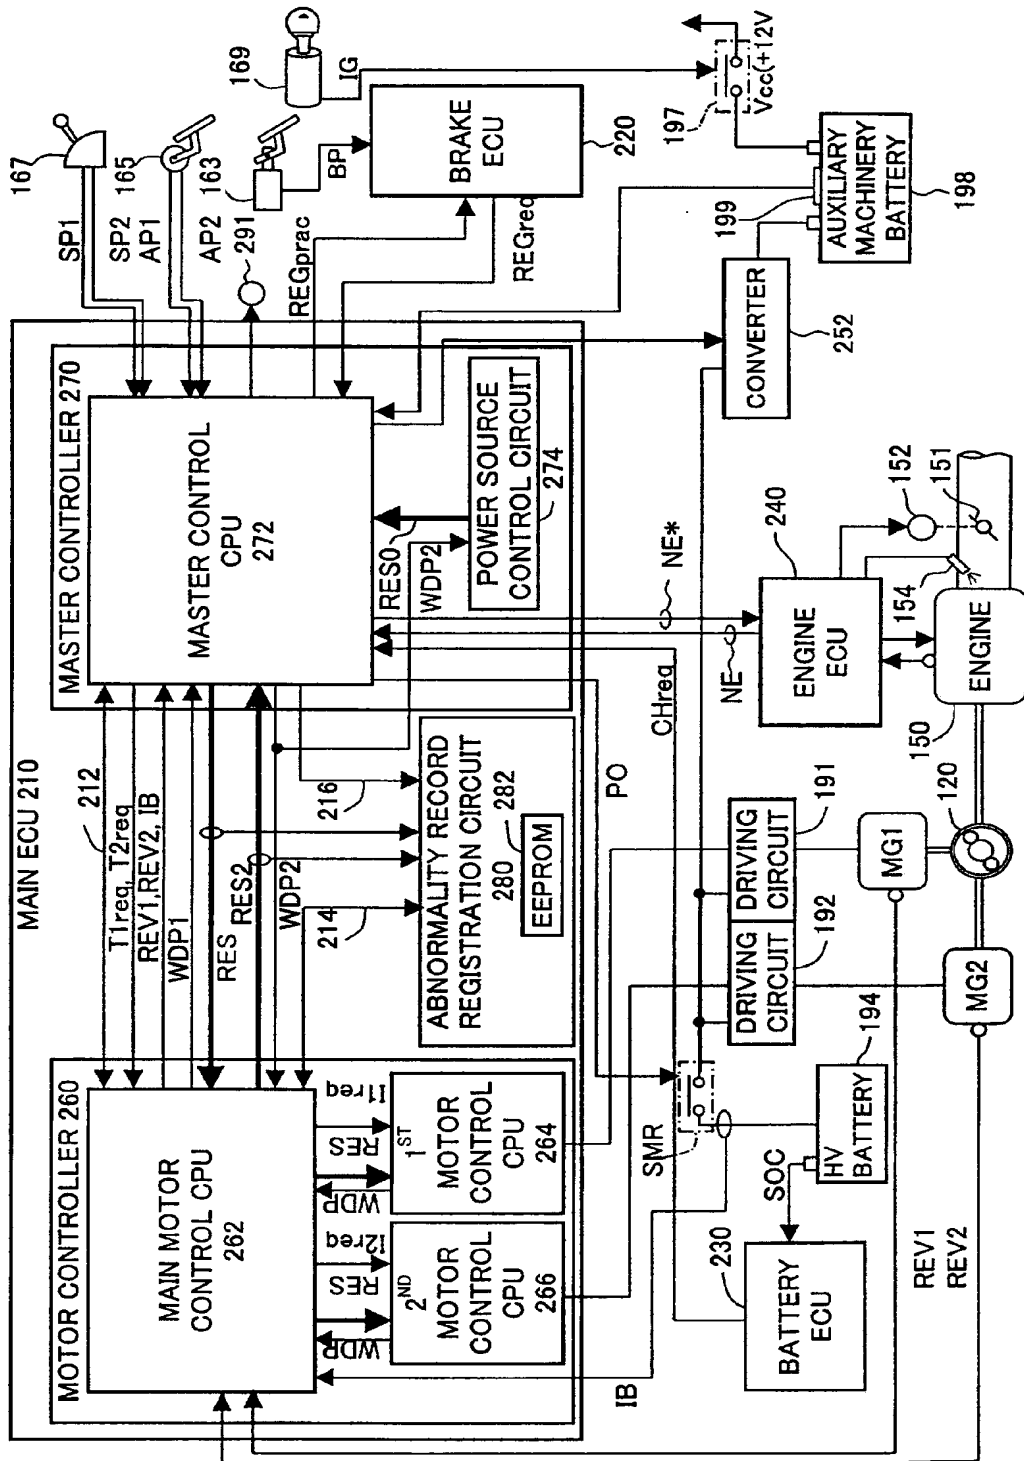 MAIN ECU 210
MOTOR CONTROLLER 260
MAIN MOTOR
CONTROL CPU
262
I2req
RES
WDP
I1req
RES
WDP
2ND
MOTOR
CONTROL
CPU
266
1ST
MOTOR
CONTROL
CPU
264
212
T1req, T2req
REV1,REV2, IB
WDP1
RES
RES2
WDP2
214
216
ABNORMALITY RECORD
REGISTRATION CIRCUIT
280
282
EEPROM
MASTER CONTROLLER 270
MASTER CONTROL
CPU
272
RES0
WDP2
POWER SOURCE
CONTROL CIRCUIT
274
SP1
SP2
AP1
AP2
167
165
163
169
291
BP
IG
REGprac
REGreq
BRAKE
ECU
220
197
Vcc(+12V
199
AUXILIARY
MACHINERY
BATTERY
198
CONVERTER
252
IB
PO
CHreq
NE
NE*
SMR
SOC
230
BATTERY
ECU
HV
BATTERY
194
DRIVING
CIRCUIT
192
DRIVING
CIRCUIT
191
ENGINE
ECU
240
152
151
154
ENGINE
150
120
MG1
MG2
REV1
REV2